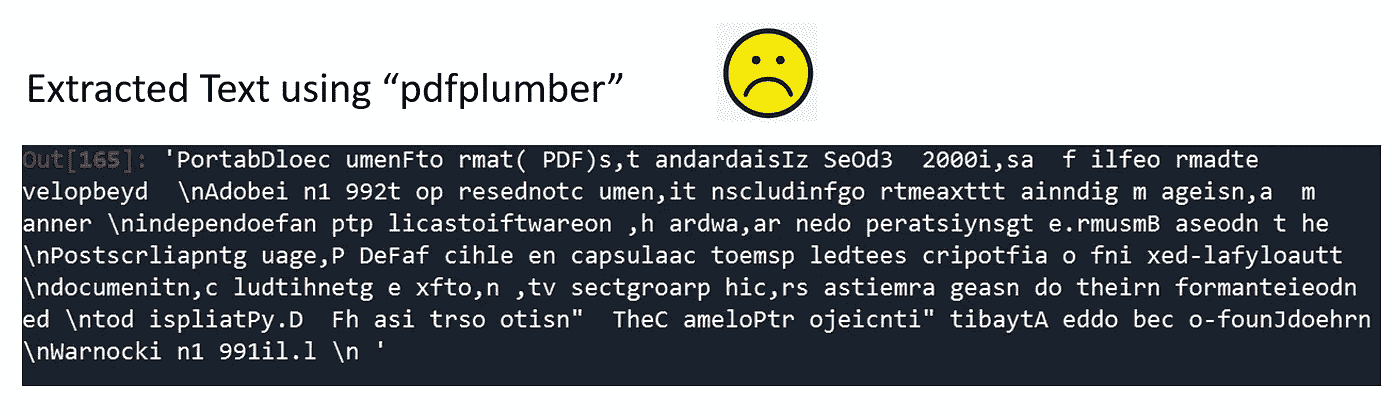 Extracted Text using “pdfplumber”
Out[165]: 'PortabDloec umenFto rmat( PDF)s,t andardaisIz SeOd3  2000i,sa  f ilfeo rmadte
velopbeyd  \nAdobei n1 992t op resednotc umen,it nscludinfgo rtmeaxttt ainndig m ageisn,a  m
anner \nindependoefan ptp licastoiftwareon ,h ardwa,ar nedo peratsiynsgt e.rmusmB aseodn t he
\nPostscrliapntg uage,P DeFaf cihle en capsulaac toemsp ledtees cripotfia o fni xed-lafyloautt
\ndocumenitn,c ludtihnetg e xfto,n ,tv sectgroarp hic,rs astiemra geasn do theirn formanteieodn
ed \ntod ispliatPy.D  Fh asi trso otisn"  TheC ameloPtr ojeicnti" tibaytA eddo bec o-founJdoehrn
\nWarnocki n1 991il.l \n '